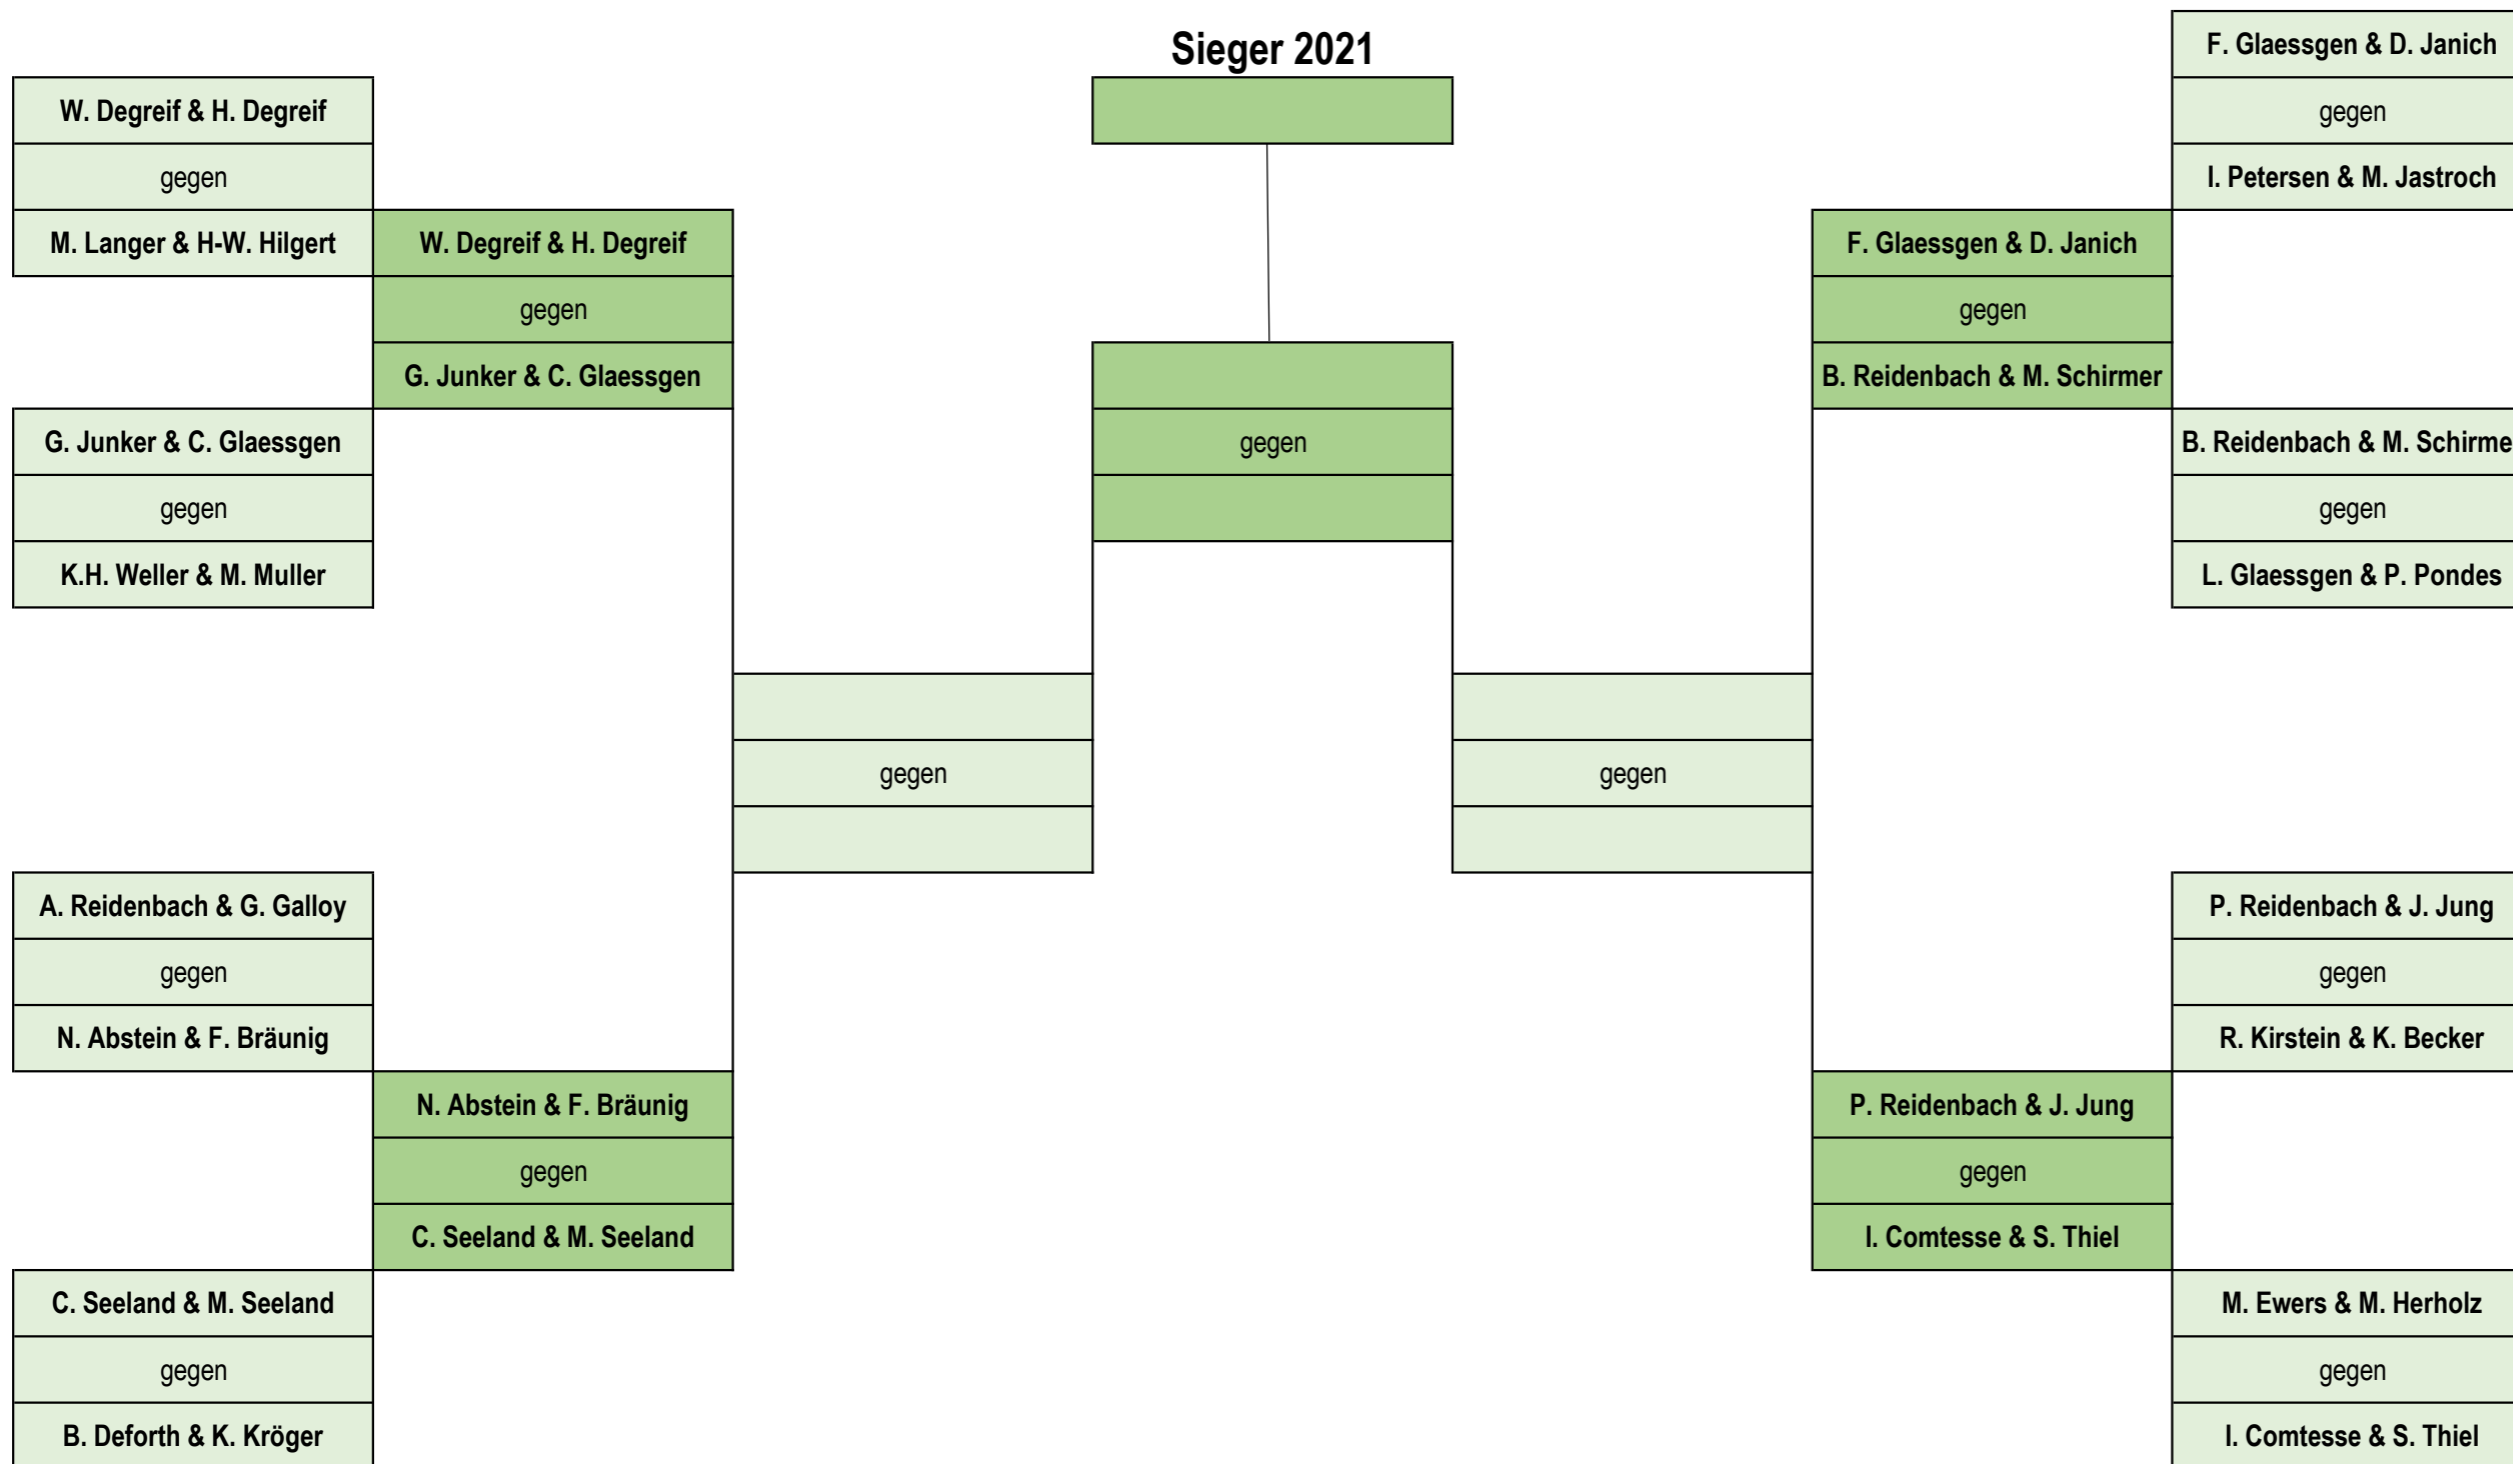 Sieger 2021
W. Degreif & H. Degreif
gegen
M. Langer & H-W. Hilgert
G. Junker & C. Glaessgen
gegen
K.H. Weller & M. Muller
A. Reidenbach & G. Galloy
gegen
N. Abstein & F. Bräunig
C. Seeland & M. Seeland
gegen
B. Deforth & K. Kröger
W. Degreif & H. Degreif
gegen
G. Junker & C. Glaessgen
N. Abstein & F. Bräunig
gegen
C. Seeland & M. Seeland
gegen
gegen
gegen
F. Glaessgen & D. Janich
gegen
B. Reidenbach & M. Schirmer
P. Reidenbach & J. Jung
gegen
I. Comtesse & S. Thiel
F. Glaessgen & D. Janich
gegen
I. Petersen & M. Jastroch
B. Reidenbach & M. Schirme
gegen
L. Glaessgen & P. Pondes
P. Reidenbach & J. Jung
gegen
R. Kirstein & K. Becker
M. Ewers & M. Herholz
gegen
I. Comtesse & S. Thiel